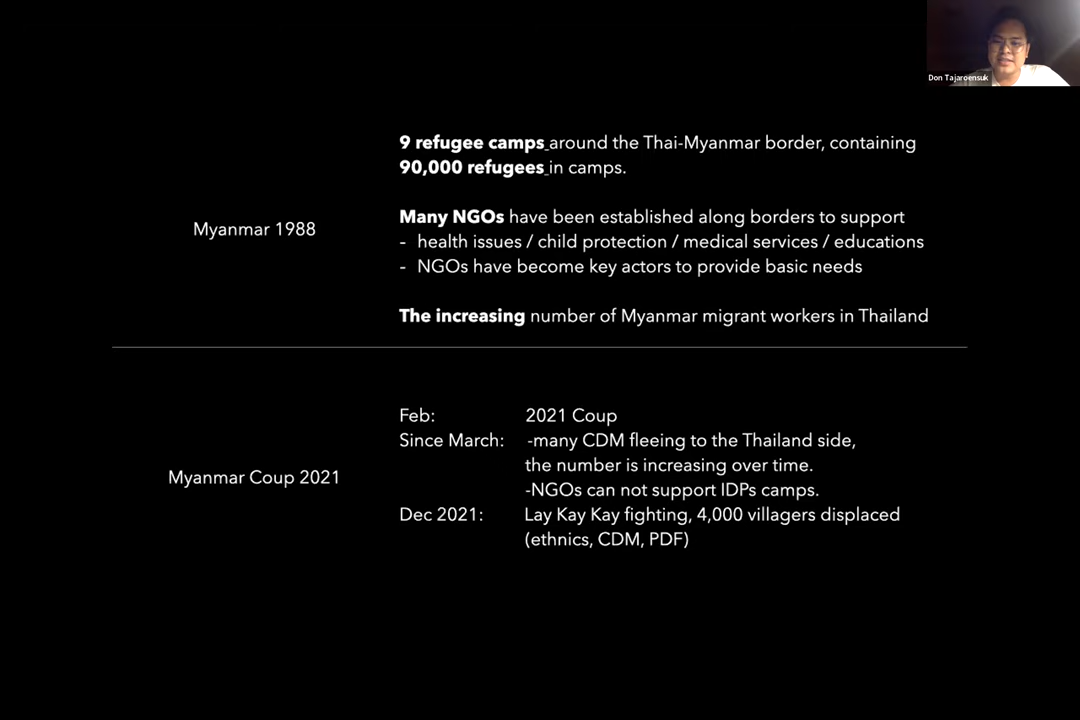 Don Tajaroensuk
9 refugee camps around the Thai-Myanmar border, containing
90,000 refugees in camps.
Many NGOs have been established along borders to support
Myanmar 1988
- health issues / child protection / medical services / educations
- NGOs have become key actors to provide basic needs
The increasing number of Myanmar migrant workers in Thailand
Feb: 2021 Coup
Since March: -many CDM fleeing to the Thailand side,
the number is increasing over time.
Myanmar Coup 2021
-NGOs can not support IDPs camps.
Dec 2021: Lay Kay Kay fighting, 4,000 villagers displaced
(ethnics, CDM, PDF)